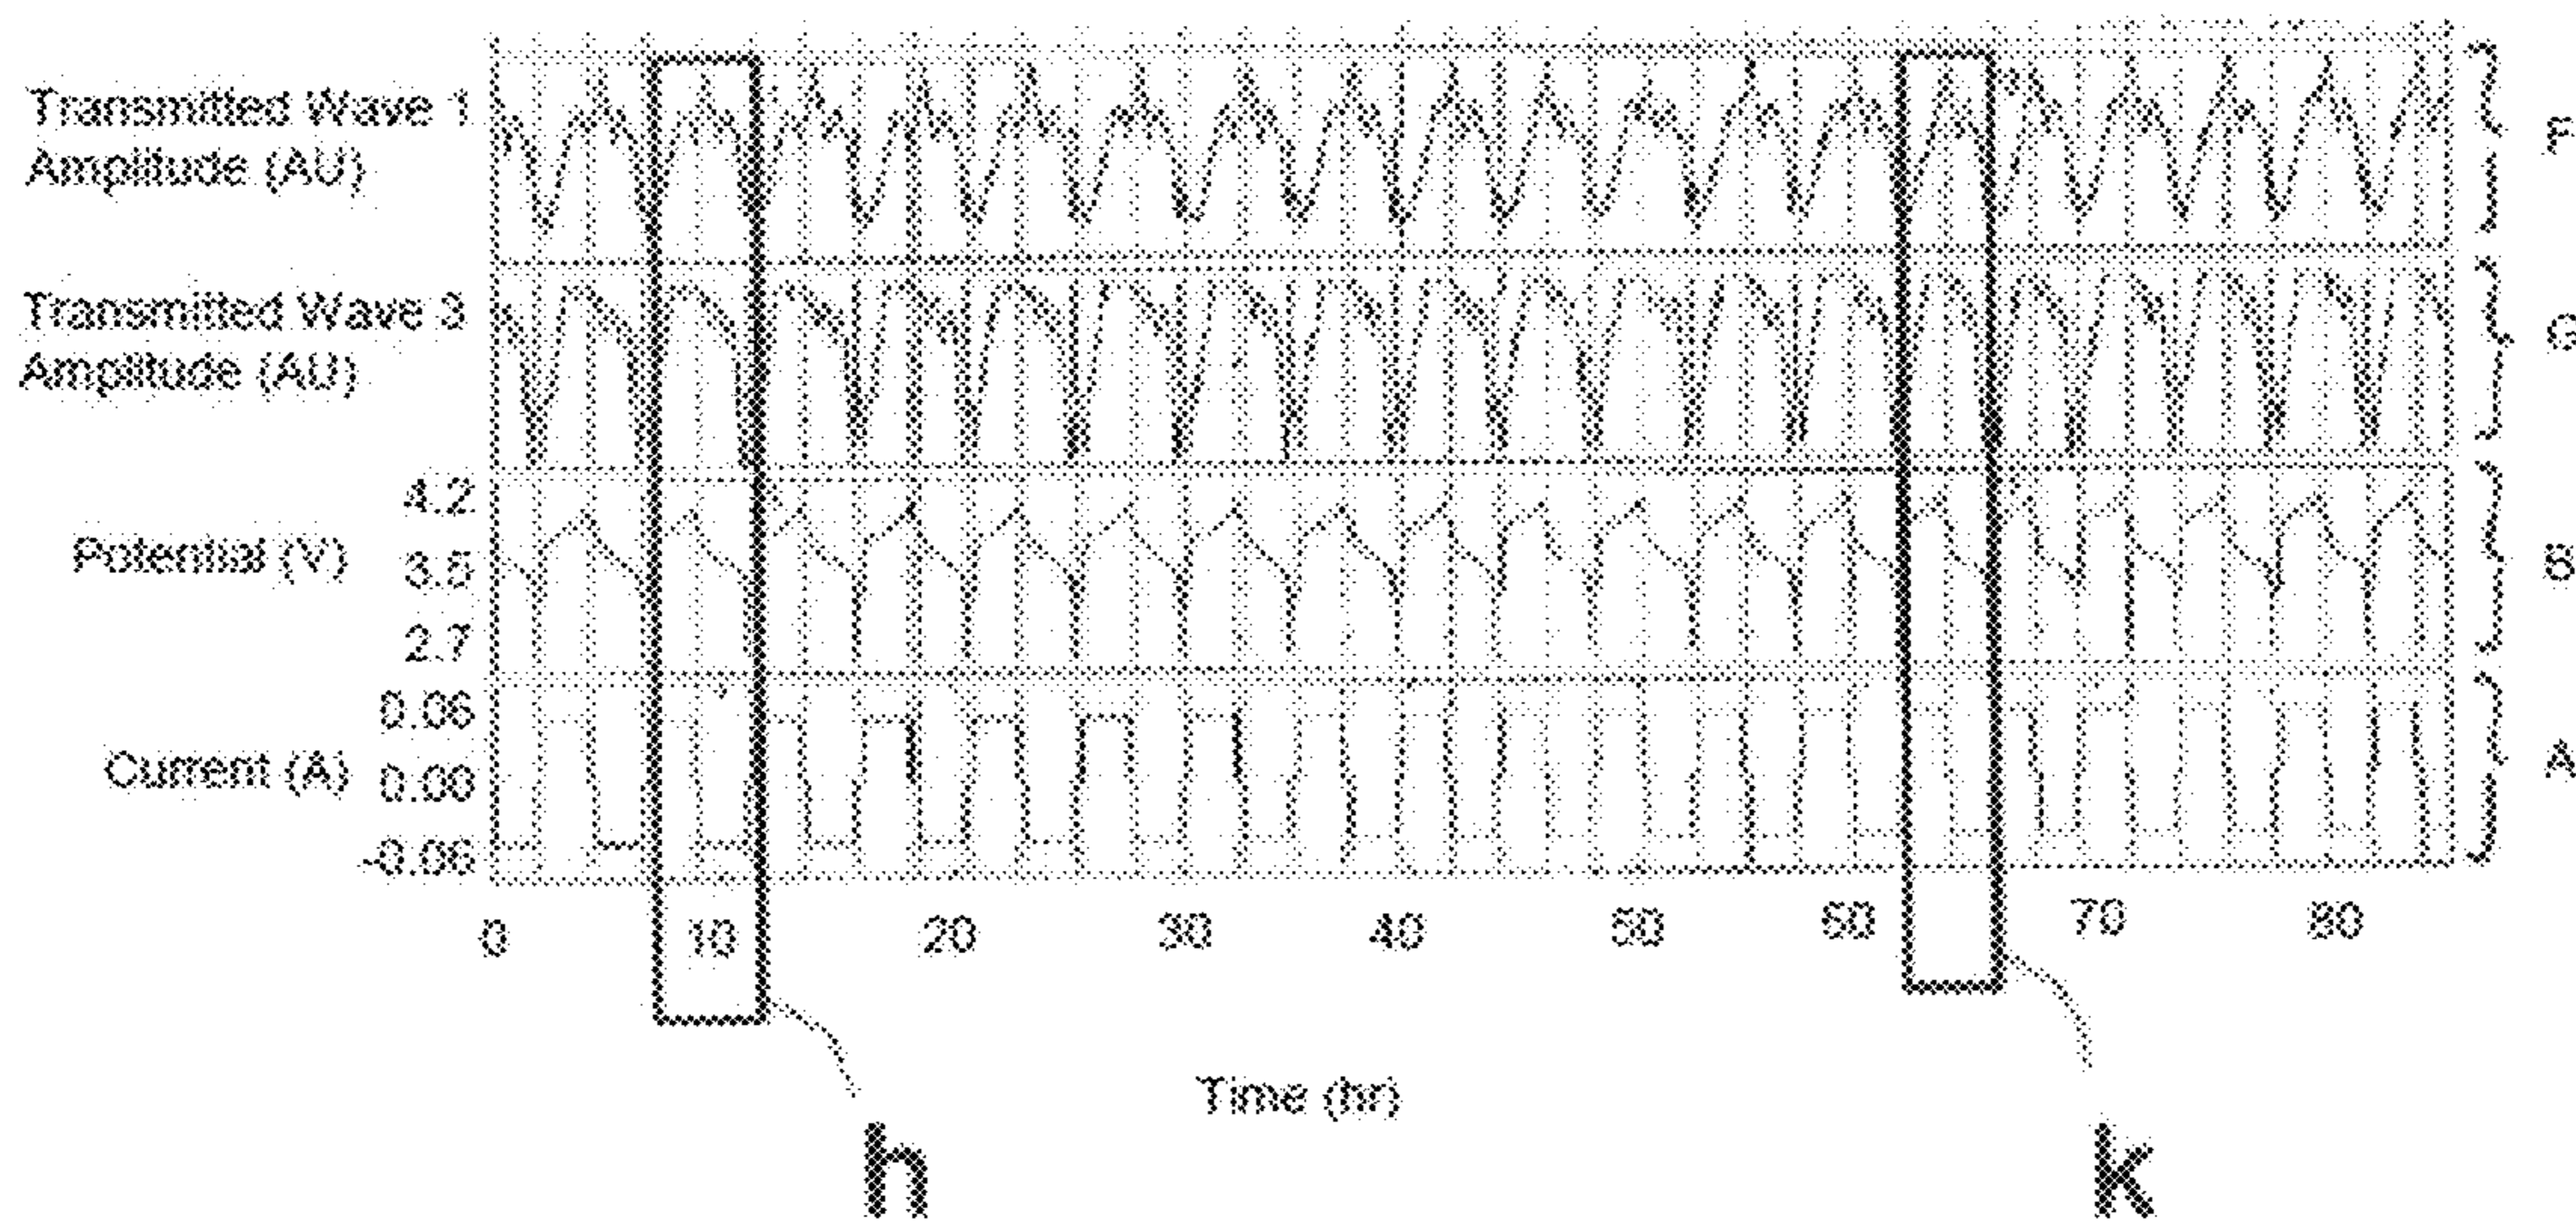 Transmitted Wave 1
Amplitude (AU)
F
Transmitted Wave 3
Amplitude (AU)
G
4.2
Potential (V)
3.5
2.7
B
0.06
Current (A)
0.00
-0.06
A
0 10 20 30 40 50 60 70 80
Time (hr)
h k